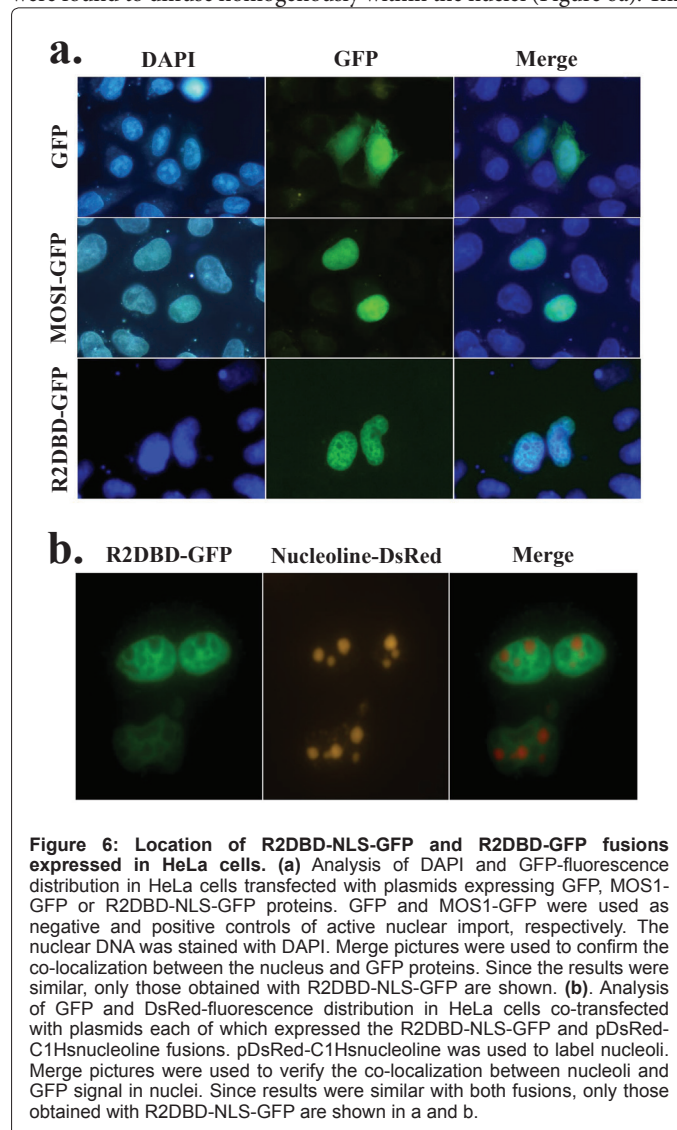 were found to diffuse homogenously within the nuclei (Figure 6a). Thi
a.
DAPI GFP Merge
GFP
MOSI-GFP
R2DBD-GFP
b.
R2DBD-GFP Nucleoline-DsRed Merge
Figure 6: Location of R2DBD-NLS-GFP and R2DBD-GFP fusions
expressed in HeLa cells. (a) Analysis of DAPI and GFP-fluorescence
distribution in HeLa cells transfected with plasmids expressing GFP, MOS1-
GFP or R2DBD-NLS-GFP proteins. GFP and MOS1-GFP were used as
negative and positive controls of active nuclear import, respectively. The
nuclear DNA was stained with DAPI. Merge pictures were used to confirm the
co-localization between the nucleus and GFP proteins. Since the results were
similar, only those obtained with R2DBD-NLS-GFP are shown. (b). Analysis
of GFP and DsRed-fluorescence distribution in HeLa cells co-transfected
with plasmids each of which expressed the R2DBD-NLS-GFP and pDsRed-
C1Hsnucleoline fusions. pDsRed-C1Hsnucleoline was used to label nucleoli.
Merge pictures were used to verify the co-localization between nucleoli and
GFP signal in nuclei. Since results were similar with both fusions, only those
obtained with R2DBD-NLS-GFP are shown in a and b.